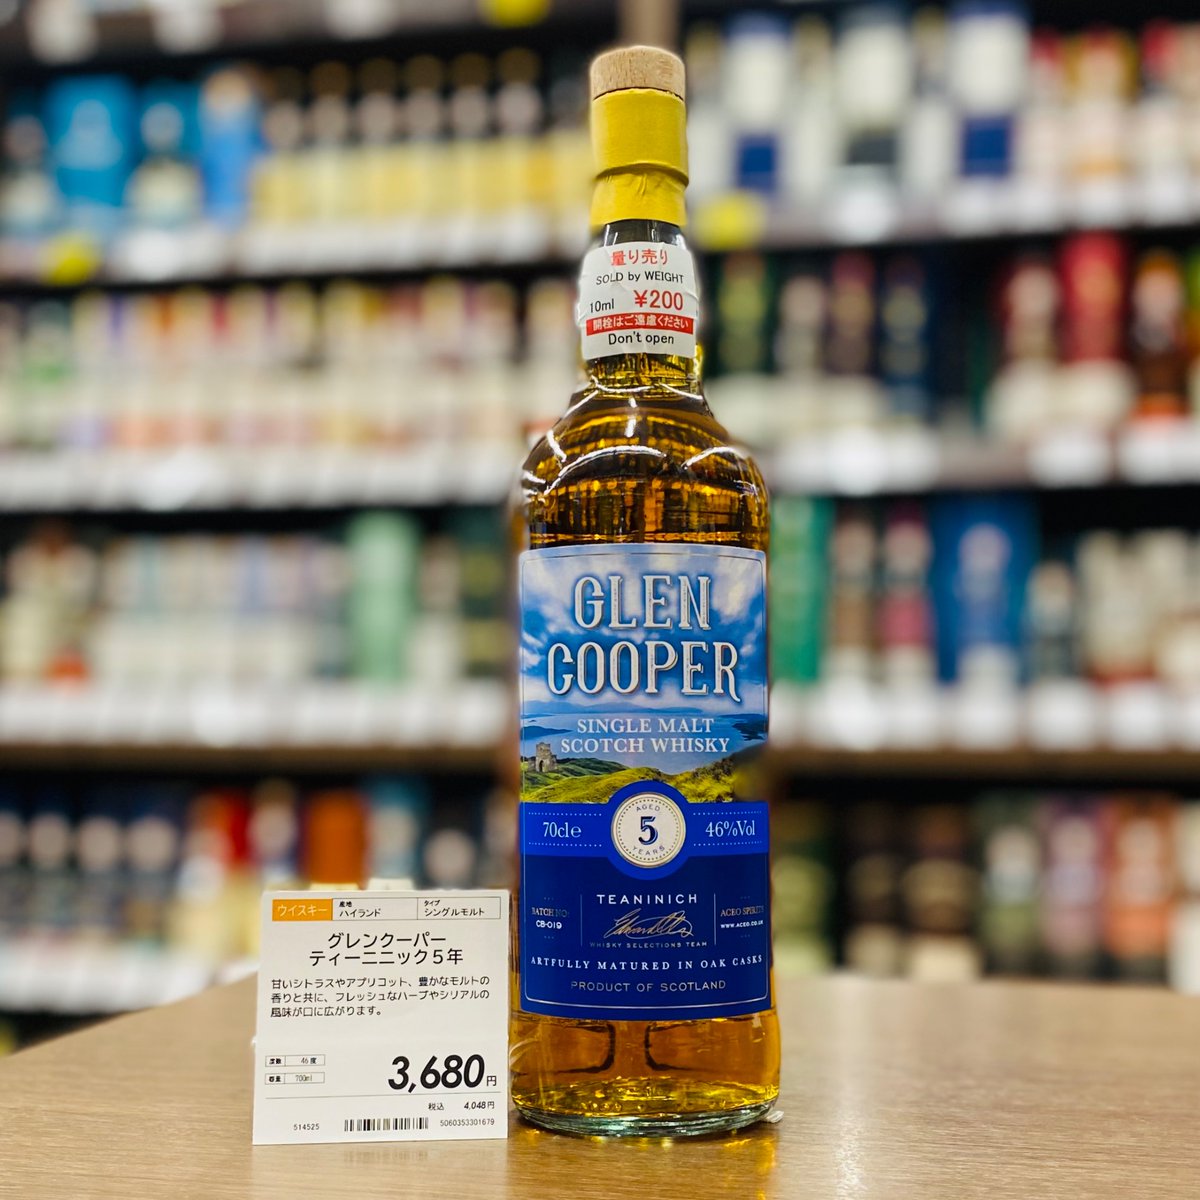 量り売り
SOLD by WEIGHT
10ml ¥200
開栓はご遠慮ください
Don't open
GLEN
COOPER
SINGLE MALT
SCOTCH WHISKY
70cl℮
AGED
5
YEARS
46%Vol
BATCH NO:
CB-019
TEANINICH
WHISKY SELECTIONS TEAM
ACEO SPIRITS
WWW.ACEO.CO.UK
ARTFULLY MATURED IN OAK CASKS
PRODUCT OF SCOTLAND
ウイスキー 産地 ハイランド タイプ シングルモルト
グレンクーパー
ティーニニック5年
甘いシトラスやアプリコット、豊かなモルトの
香りと共に、フレッシュなハーブやシリアルの
風味が口に広がります。
度数 46度
容量 700ml
3,680円
税込 4,048円
514525 5060353301679